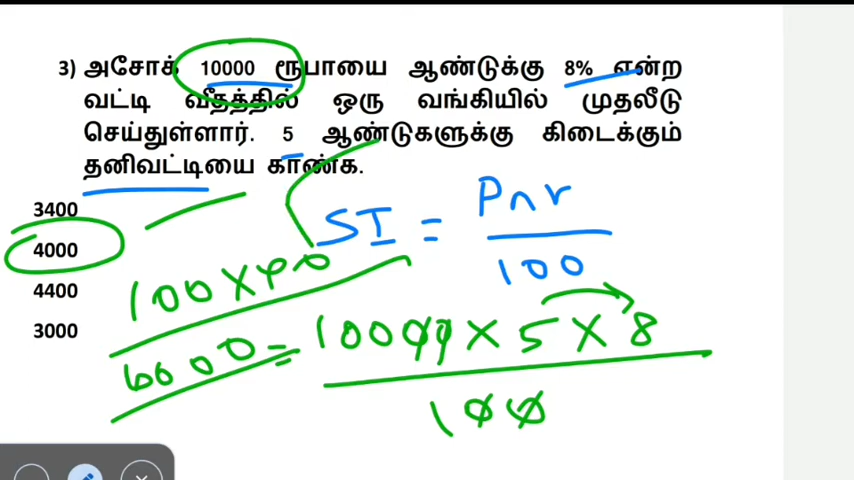 3) அசோக் 10000 ரூபாயை ஆண்டுக்கு 8% என்ற
வட்டி வீதத்தில் ஒரு வங்கியில் முதலீடு
செய்துள்ளார். 5 ஆண்டுகளுக்கு கிடைக்கும்
தனிவட்டியை காண்க.
3400
4000
4400
3000
SI = Pnr
100
100 X 40
10000 X 5 X 8
100